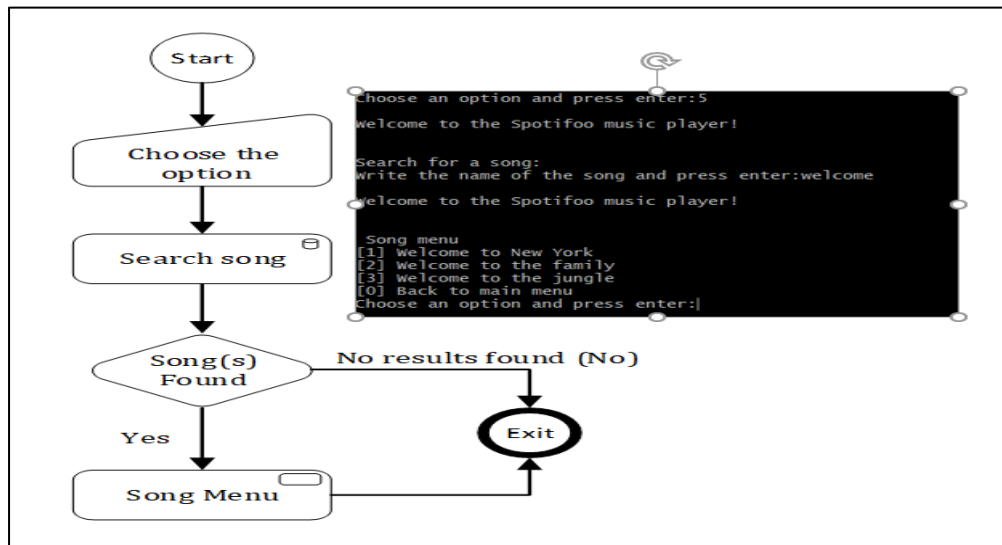 Start
Choose the
option
Search song
Song(s)
Found
No results found (No)
Yes
Exit
Song Menu
Choose an option and press enter:5
Welcome to the Spotifoo music player!
Search for a song:
Write the name of the song and press enter:welcome
Welcome to the Spotifoo music player!
Song menu
[1] Welcome to New York
[2] Welcome to the family
[3] Welcome to the jungle
[0] Back to main menu
Choose an option and press enter: